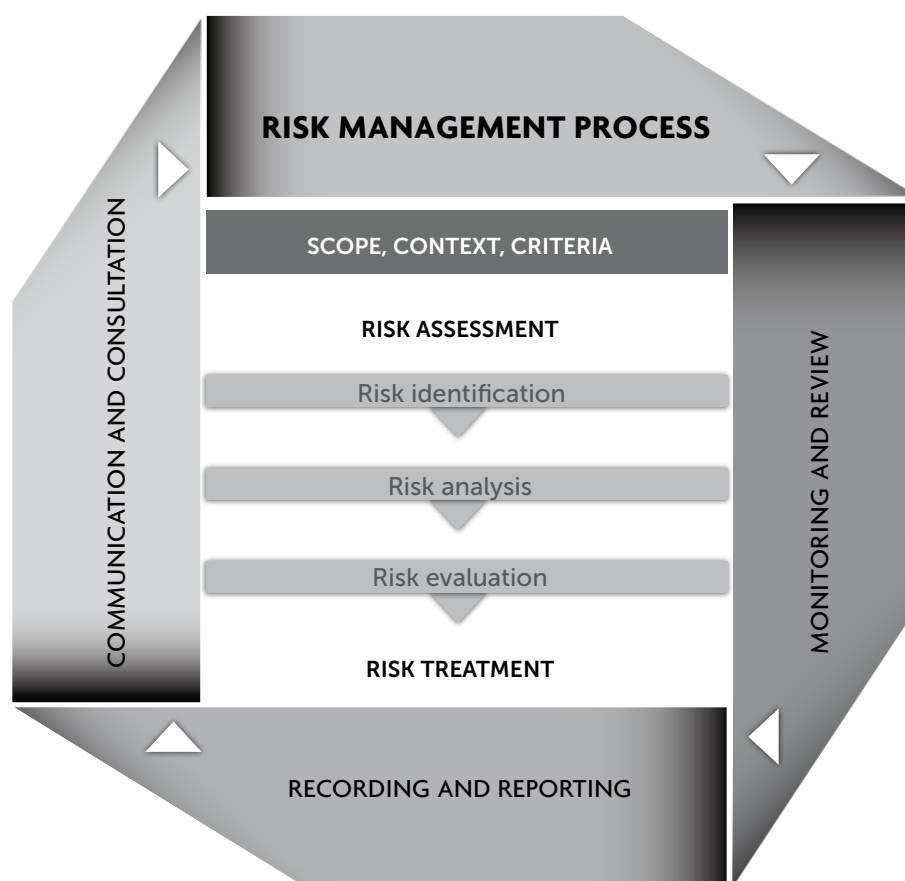 RISK MANAGEMENT PROCESS
SCOPE, CONTEXT, CRITERIA
RISK ASSESSMENT
Risk identification
Risk analysis
Risk evaluation
RISK TREATMENT
COMMUNICATION AND CONSULTATION
MONITORING AND REVIEW
RECORDING AND REPORTING